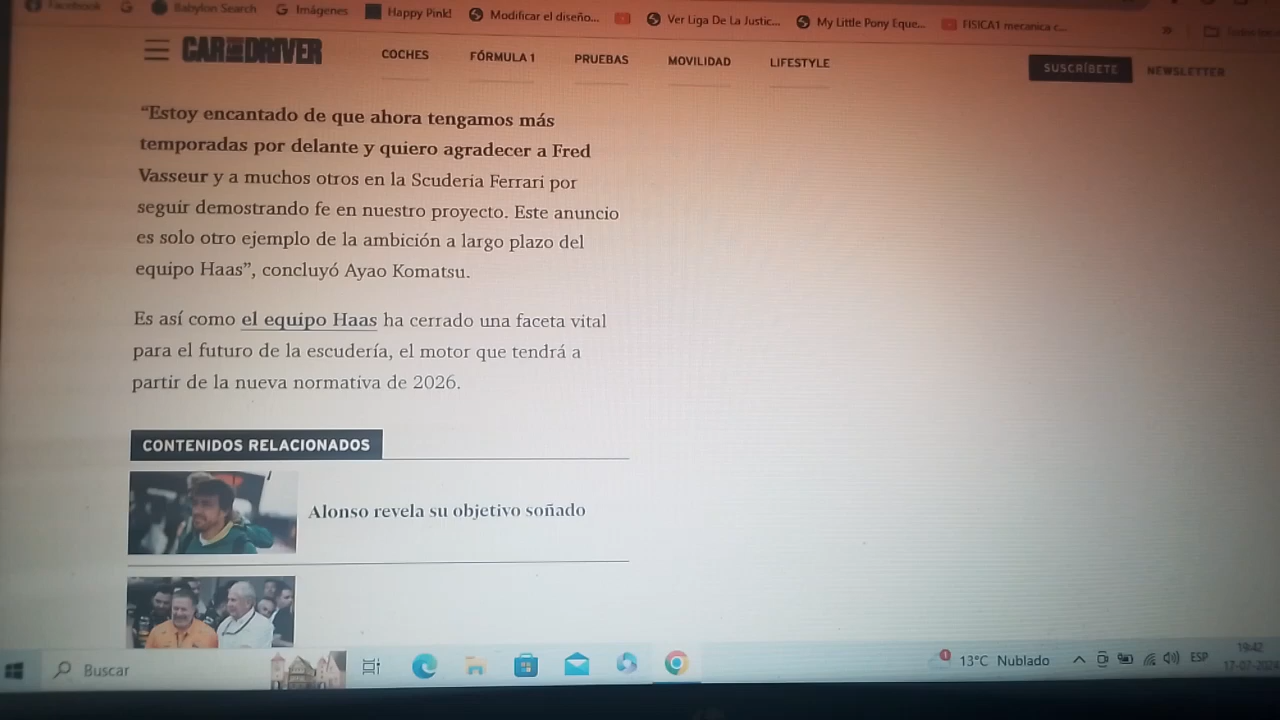 Facebook
Babylon Search
Imágenes
Happy Pink!
Modificar el diseño...
Ver Liga De La Justic...
My Little Pony Eque...
FISICA1 mecanica c...
»
CAR AND DRIVER
COCHES
FÓRMULA 1
PRUEBAS
MOVILIDAD
LIFESTYLE
SUSCRÍBETE
NEWSLETTER
“Estoy encantado de que ahora tengamos más
temporadas por delante y quiero agradecer a Fred
Vasseur y a muchos otros en la Scuderia Ferrari por
seguir demostrando fe en nuestro proyecto. Este anuncio
es solo otro ejemplo de la ambición a largo plazo del
equipo Haas”, concluyó Ayao Komatsu.
Es así como el equipo Haas ha cerrado una faceta vital
para el futuro de la escudería, el motor que tendrá a
partir de la nueva normativa de 2026.
CONTENIDOS RELACIONADOS
Alonso revela su objetivo soñado
Buscar
13°C Nublado
ESP
19:42